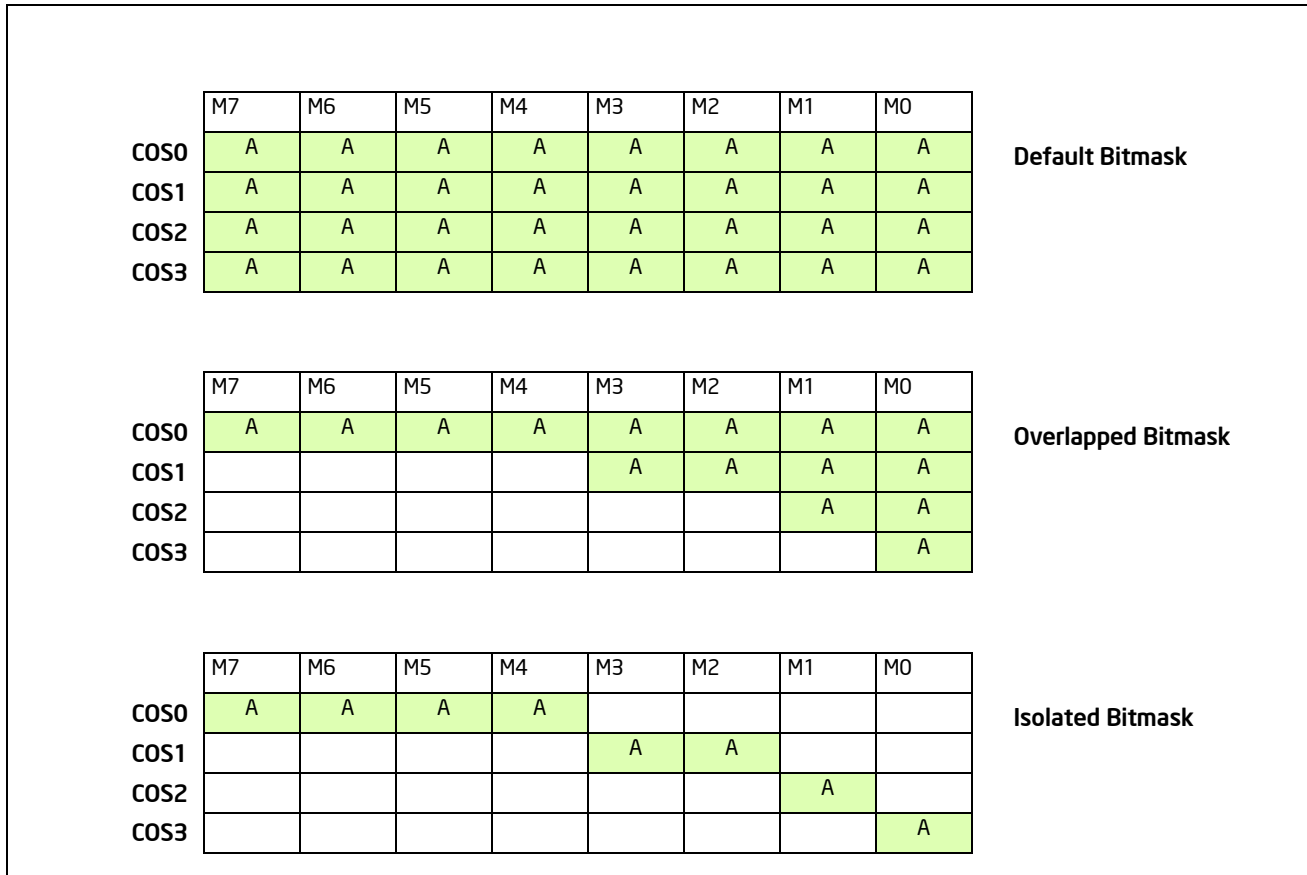 M7 M6 M5 M4 M3 M2 M1 M0
COS0 A A A A A A A A Default Bitmask
COS1 A A A A A A A A
COS2 A A A A A A A A
COS3 A A A A A A A A
M7 M6 M5 M4 M3 M2 M1 M0
COS0 A A A A A A A A Overlapped Bitmask
COS1 A A A A
COS2 A A
COS3 A
M7 M6 M5 M4 M3 M2 M1 M0
COS0 A A A A Isolated Bitmask
COS1 A A
COS2 A
COS3 A